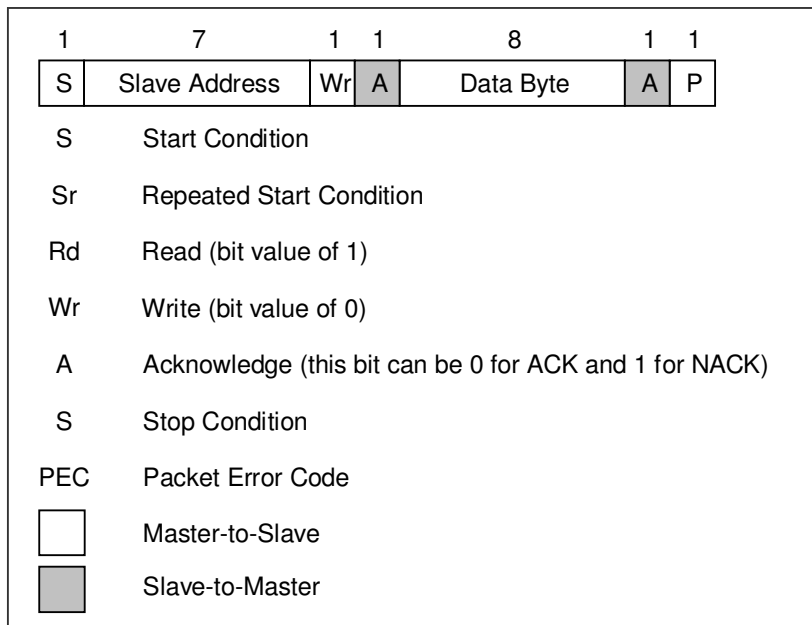 1 7 1 1 8 1 1
S Slave Address Wr A Data Byte A P
S Start Condition
Sr Repeated Start Condition
Rd Read (bit value of 1)
Wr Write (bit value of 0)
A Acknowledge (this bit can be 0 for ACK and 1 for NACK)
S Stop Condition
PEC Packet Error Code
Master-to-Slave
Slave-to-Master